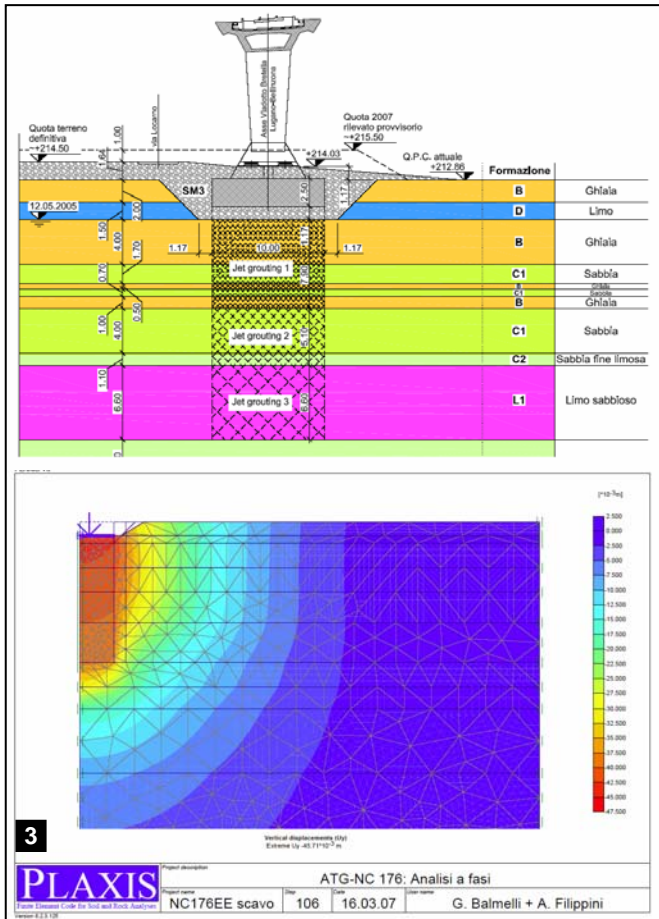 Asse Viadotto Bretella
Lugano-Bellinzona
Quota terreno
definitiva
~+214.50
via Locarno
1.00
1.64
Quota 2007
rilevato provvisorio
~+215.50
+214.03
Q.P.C. attuale
+212.86
Formazione
SM3
2.50
1.17
B
Ghiaia
12.05.2005
2.00
D
Limo
1.50
4.00
1.70
1.17
10.00
1.17
1.17
B
Ghiaia
Jet grouting 1
7.90
0.70
C1
Sabbia
B
Ghiaia
C1
Sabbia
0.50
B
Ghiaia
1.00
4.00
Jet grouting 2
5.10
C1
Sabbia
C2
Sabbia fine limosa
1.10
6.60
Jet grouting 3
6.60
L1
Limo sabbioso
[*10⁻³m]
2.500
0.000
-2.500
-5.000
-7.500
-10.000
-12.500
-15.000
-17.500
-20.000
-22.500
-25.000
-27.500
-30.000
-32.500
-35.000
-37.500
-40.000
-42.500
-45.000
-47.500
3
Vertical displacements (Uy)
Extreme Uy -45.71*10⁻³ m
PLAXIS
Finite Element Code for Soil and Rock Analyses
Version 8.2.0.125
Project description
ATG-NC 176: Analisi a fasi
Project name
NC176EE scavo
Step
106
Date
16.03.07
User name
G. Balmelli + A. Filippini